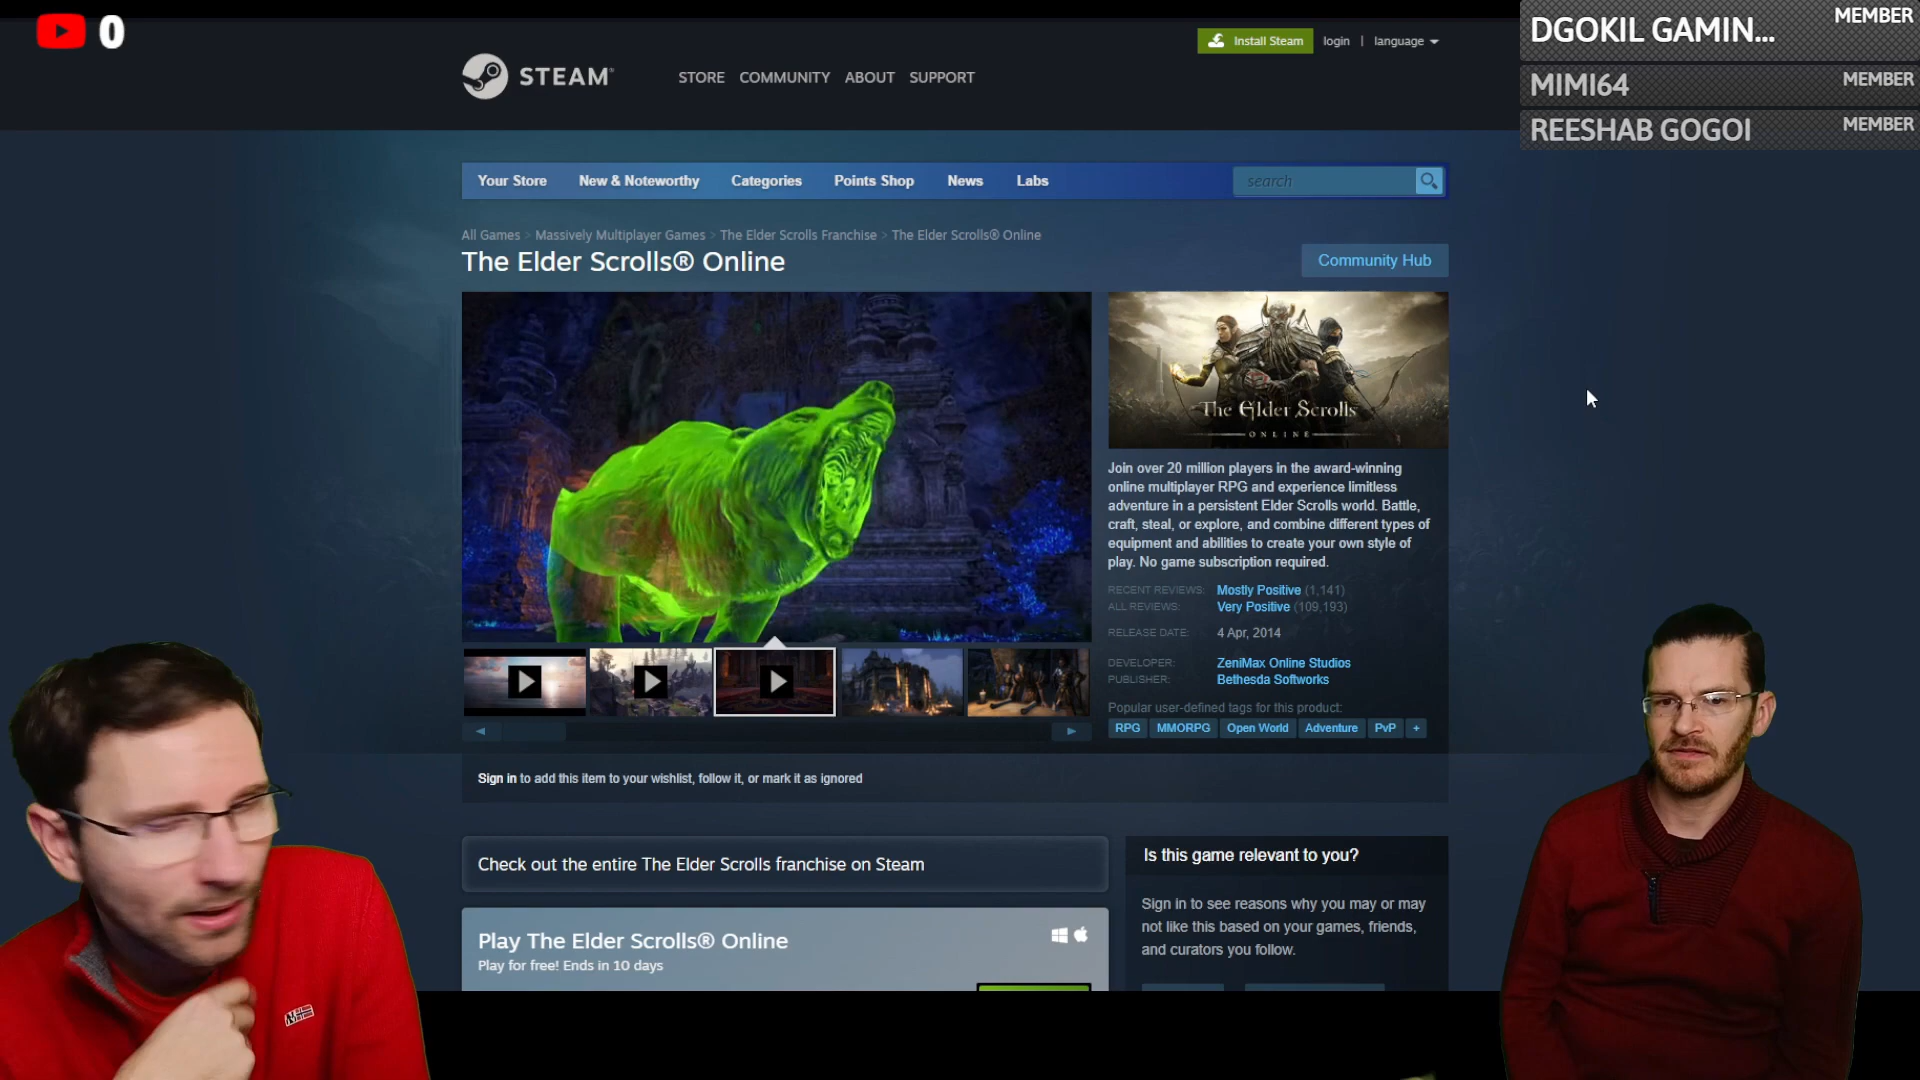 0
DGOKIL GAMIN... MEMBER
MIMI64 MEMBER
REESHAB GOGOI MEMBER
Install Steam login | language
STEAM
STORE COMMUNITY ABOUT SUPPORT
Your Store New & Noteworthy Categories Points Shop News Labs search
All Games > Massively Multiplayer Games > The Elder Scrolls Franchise > The Elder Scrolls® Online
The Elder Scrolls® Online
Community Hub
The Elder Scrolls
ONLINE
Join over 20 million players in the award-winning
online multiplayer RPG and experience limitless
adventure in a persistent Elder Scrolls world. Battle,
craft, steal, or explore, and combine different types of
equipment and abilities to create your own style of
play. No game subscription required.
RECENT REVIEWS: Mostly Positive (1,141)
ALL REVIEWS: Very Positive (109,193)
RELEASE DATE: 4 Apr, 2014
DEVELOPER: ZeniMax Online Studios
PUBLISHER: Bethesda Softworks
Popular user-defined tags for this product:
RPG MMORPG Open World Adventure PvP +
Sign in to add this item to your wishlist, follow it, or mark it as ignored
Check out the entire The Elder Scrolls franchise on Steam
Is this game relevant to you?
Sign in to see reasons why you may or may
not like this based on your games, friends,
and curators you follow.
Play The Elder Scrolls® Online
Play for free! Ends in 10 days